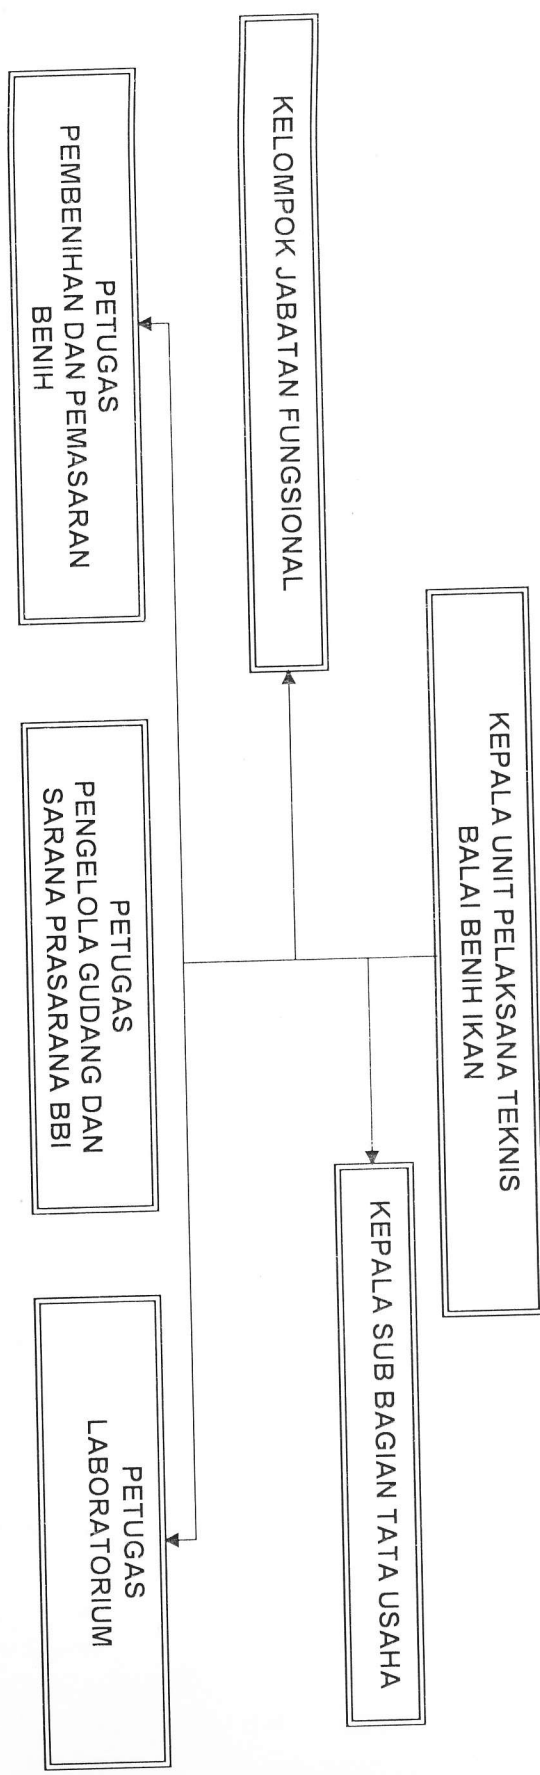 KEPALA UNIT PELAKSANA TEKNIS
BALAI BENIH IKAN
KEPALA SUB BAGIAN TATA USAHA
KELOMPOK JABATAN FUNGSIONAL
PETUGAS
PEMBENIHAN DAN PEMASARAN
BENIH
PETUGAS
PENGELOLA GUDANG DAN
SARANA PRASARANA BBI
PETUGAS
LABORATORIUM